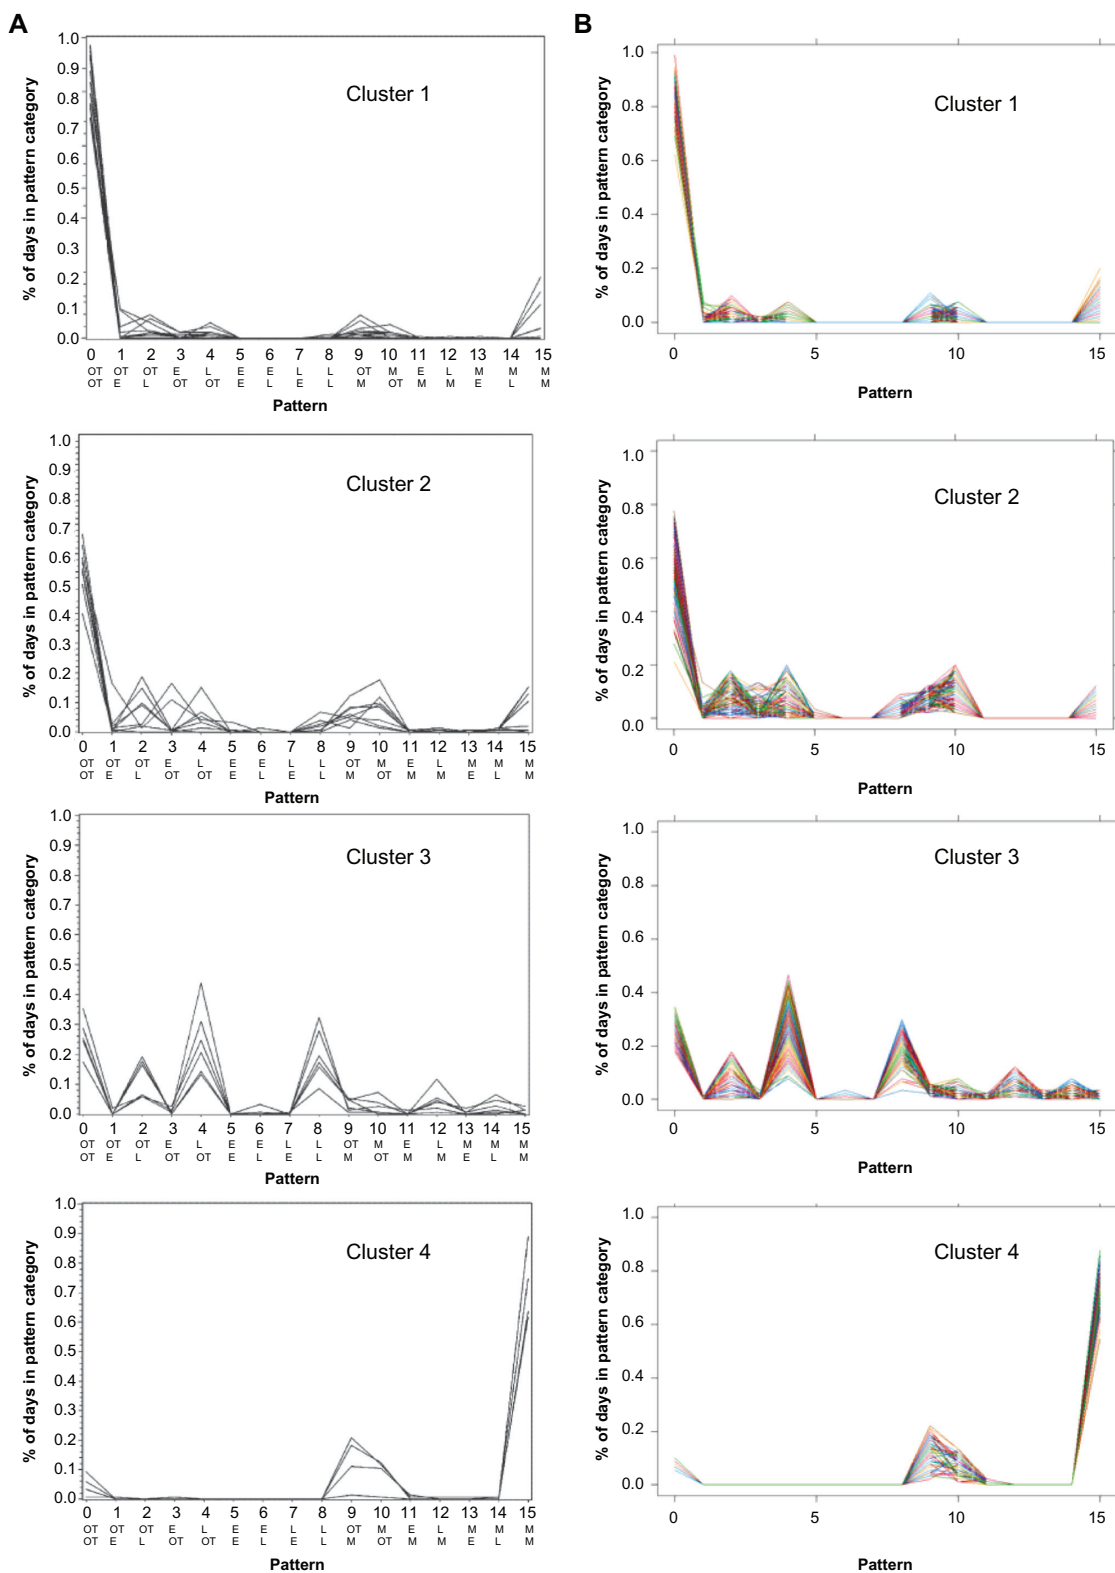 A
% of days in pattern category
1.0
0.9
0.8
0.7
0.6
0.5
0.4
0.3
0.2
0.1
0.0
Cluster 1
0 1 2 3 4 5 6 7 8 9 10 11 12 13 14 15
OT OT OT E L E E L L OT M E L M M M
OT E L OT OT E L E L M OT M M E L M
Pattern
% of days in pattern category
1.0
0.9
0.8
0.7
0.6
0.5
0.4
0.3
0.2
0.1
0.0
Cluster 2
0 1 2 3 4 5 6 7 8 9 10 11 12 13 14 15
OT OT OT E L E E L L OT M E L M M M
OT E L OT OT E L E L M OT M M E L M
Pattern
% of days in pattern category
1.0
0.9
0.8
0.7
0.6
0.5
0.4
0.3
0.2
0.1
0.0
Cluster 3
0 1 2 3 4 5 6 7 8 9 10 11 12 13 14 15
OT OT OT E L E E L L OT M E L M M M
OT E L OT OT E L E L M OT M M E L M
Pattern
% of days in pattern category
1.0
0.9
0.8
0.7
0.6
0.5
0.4
0.3
0.2
0.1
0.0
Cluster 4
0 1 2 3 4 5 6 7 8 9 10 11 12 13 14 15
OT OT OT E L E E L L OT M E L M M M
OT E L OT OT E L E L M OT M M E L M
Pattern
B
% of days in pattern category
1.0
0.8
0.6
0.4
0.2
0.0
Cluster 1
0 5 10 15
Pattern
% of days in pattern category
1.0
0.8
0.6
0.4
0.2
0.0
Cluster 2
0 5 10 15
Pattern
% of days in pattern category
1.0
0.8
0.6
0.4
0.2
0.0
Cluster 3
0 5 10 15
Pattern
% of days in pattern category
1.0
0.8
0.6
0.4
0.2
0.0
Cluster 4
0 5 10 15
Pattern